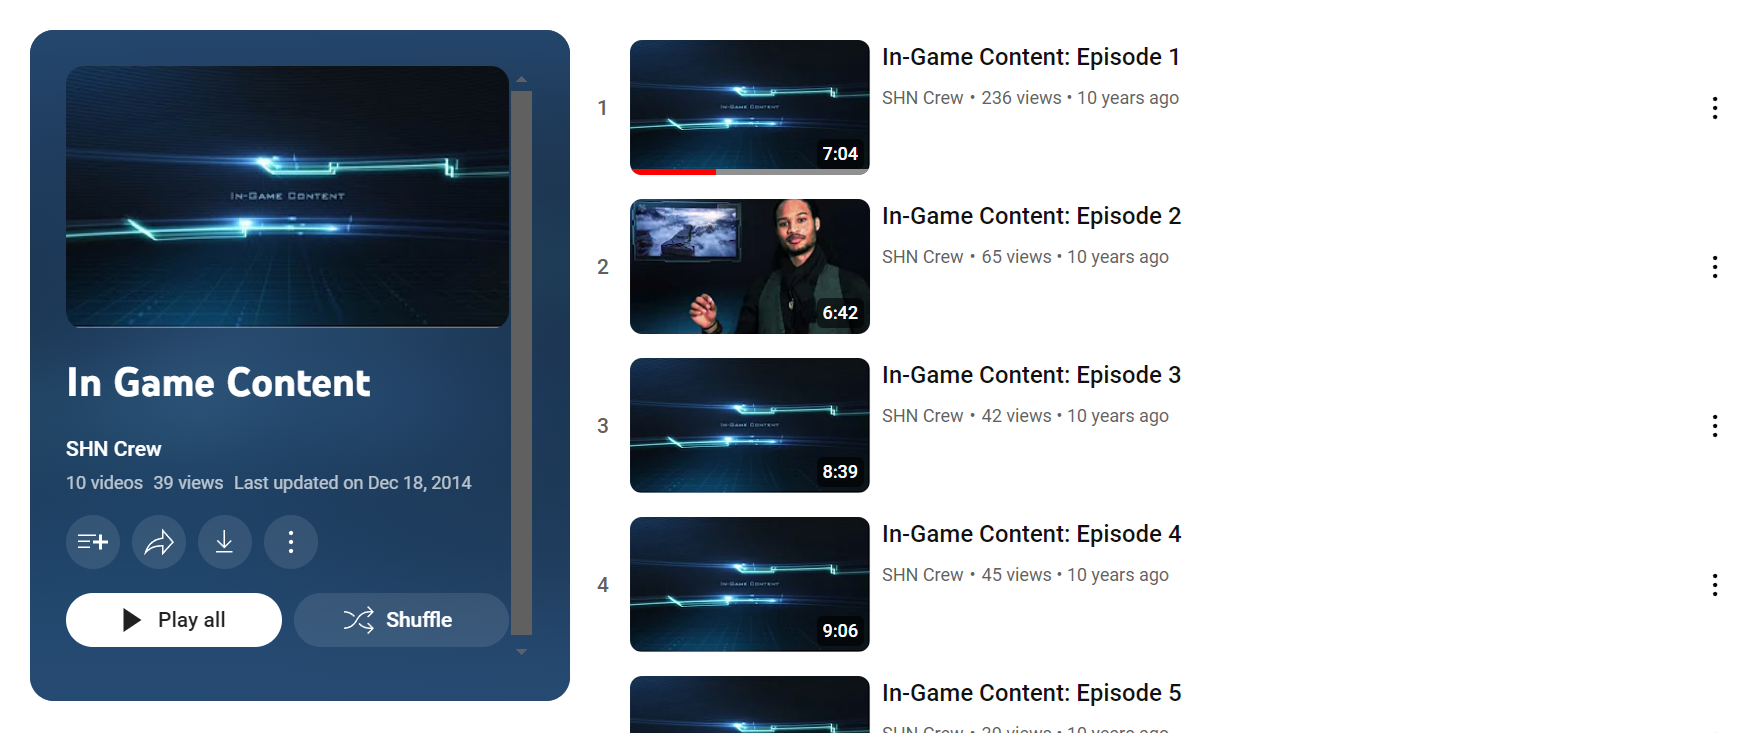 In-Game Content
In Game Content
SHN Crew
10 videos 39 views Last updated on Dec 18, 2014
Play all
Shuffle
1
In-Game Content
7:04
In-Game Content: Episode 1
SHN Crew • 236 views • 10 years ago
2
6:42
In-Game Content: Episode 2
SHN Crew • 65 views • 10 years ago
3
In-Game Content
8:39
In-Game Content: Episode 3
SHN Crew • 42 views • 10 years ago
4
In-Game Content
9:06
In-Game Content: Episode 4
SHN Crew • 45 views • 10 years ago
In-Game Content: Episode 5